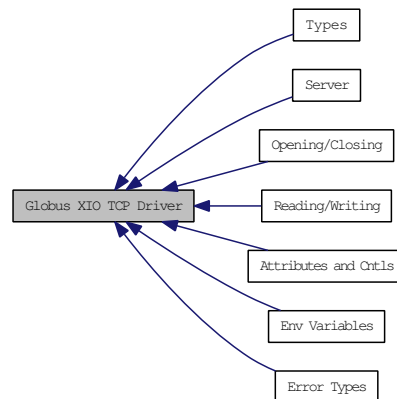 Types
Server
Opening/Closing
Globus XIO TCP Driver
Reading/Writing
Attributes and Cntls
Env Variables
Error Types